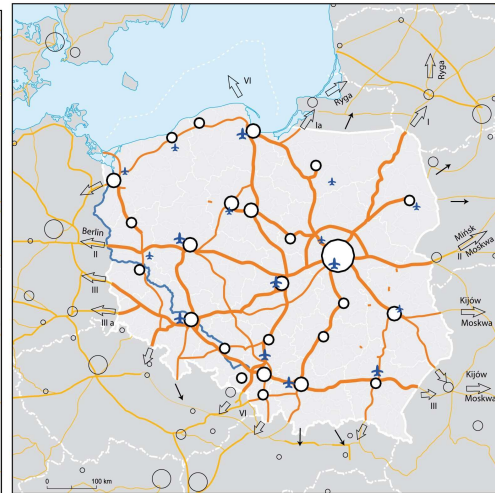 VI
Ryga
Ryga
Ia
I
Berlin
II
Mińsk
Moskwa
II
III
III a
Kijów
Moskwa
Kijów
Moskwa
III
VI
0
100 km